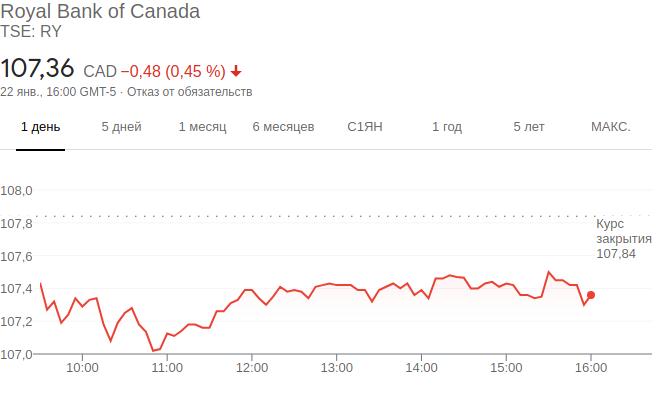 Royal Bank of Canada
TSE: RY
107,36 CAD −0,48 (0,45 %)
22 янв., 16:00 GMT-5 · Отказ от обязательств
1 день 5 дней 1 месяц 6 месяцев С1ЯН 1 год 5 лет МАКС.
108,0
107,8
Курс
закрытия
107,84
107,6
107,4
107,2
107,0
10:00 11:00 12:00 13:00 14:00 15:00 16:00